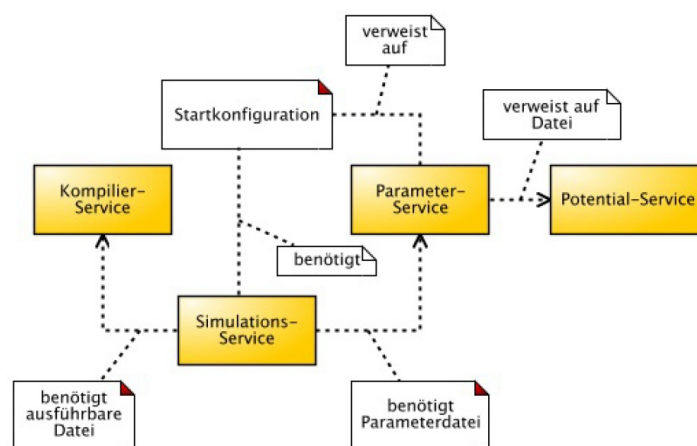 verweist
auf
Startkonfiguration
verweist auf
Datei
Kompilier-
Service
Parameter-
Service
Potential-Service
benötigt
Simulations-
Service
benötigt
ausführbare
Datei
benötigt
Parameterdatei